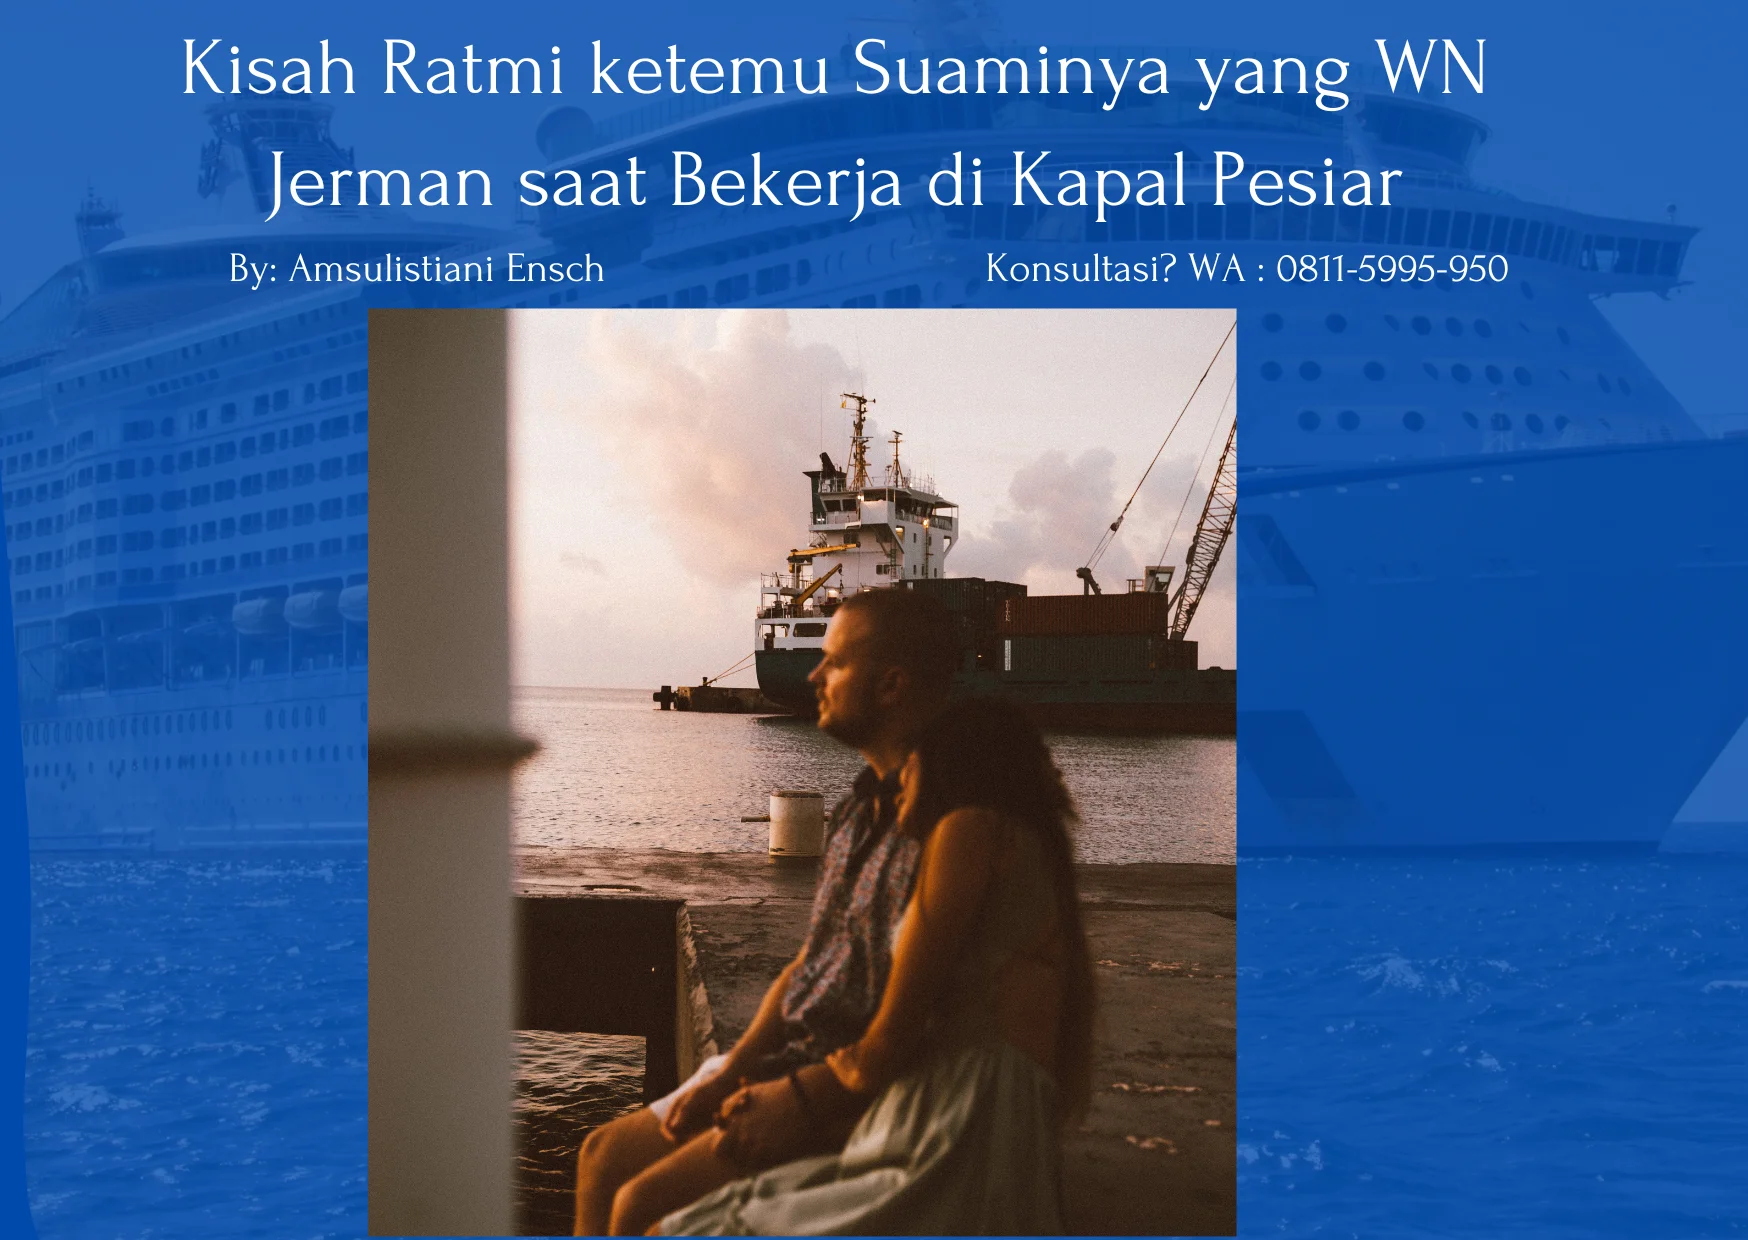 Kisah Ratmi ketemu Suaminya yang WN
Jerman saat Bekerja di Kapal Pesiar
By: Amsulistiani Ensch
Konsultasi? WA : 0811-5995-950